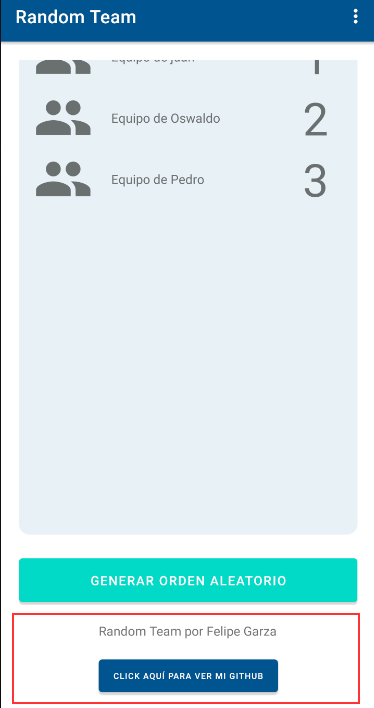 Random Team
Equipo de juan
1
Equipo de Oswaldo
2
Equipo de Pedro
3
GENERAR ORDEN ALEATORIO
Random Team por Felipe Garza
CLICK AQUÍ PARA VER MI GITHUB